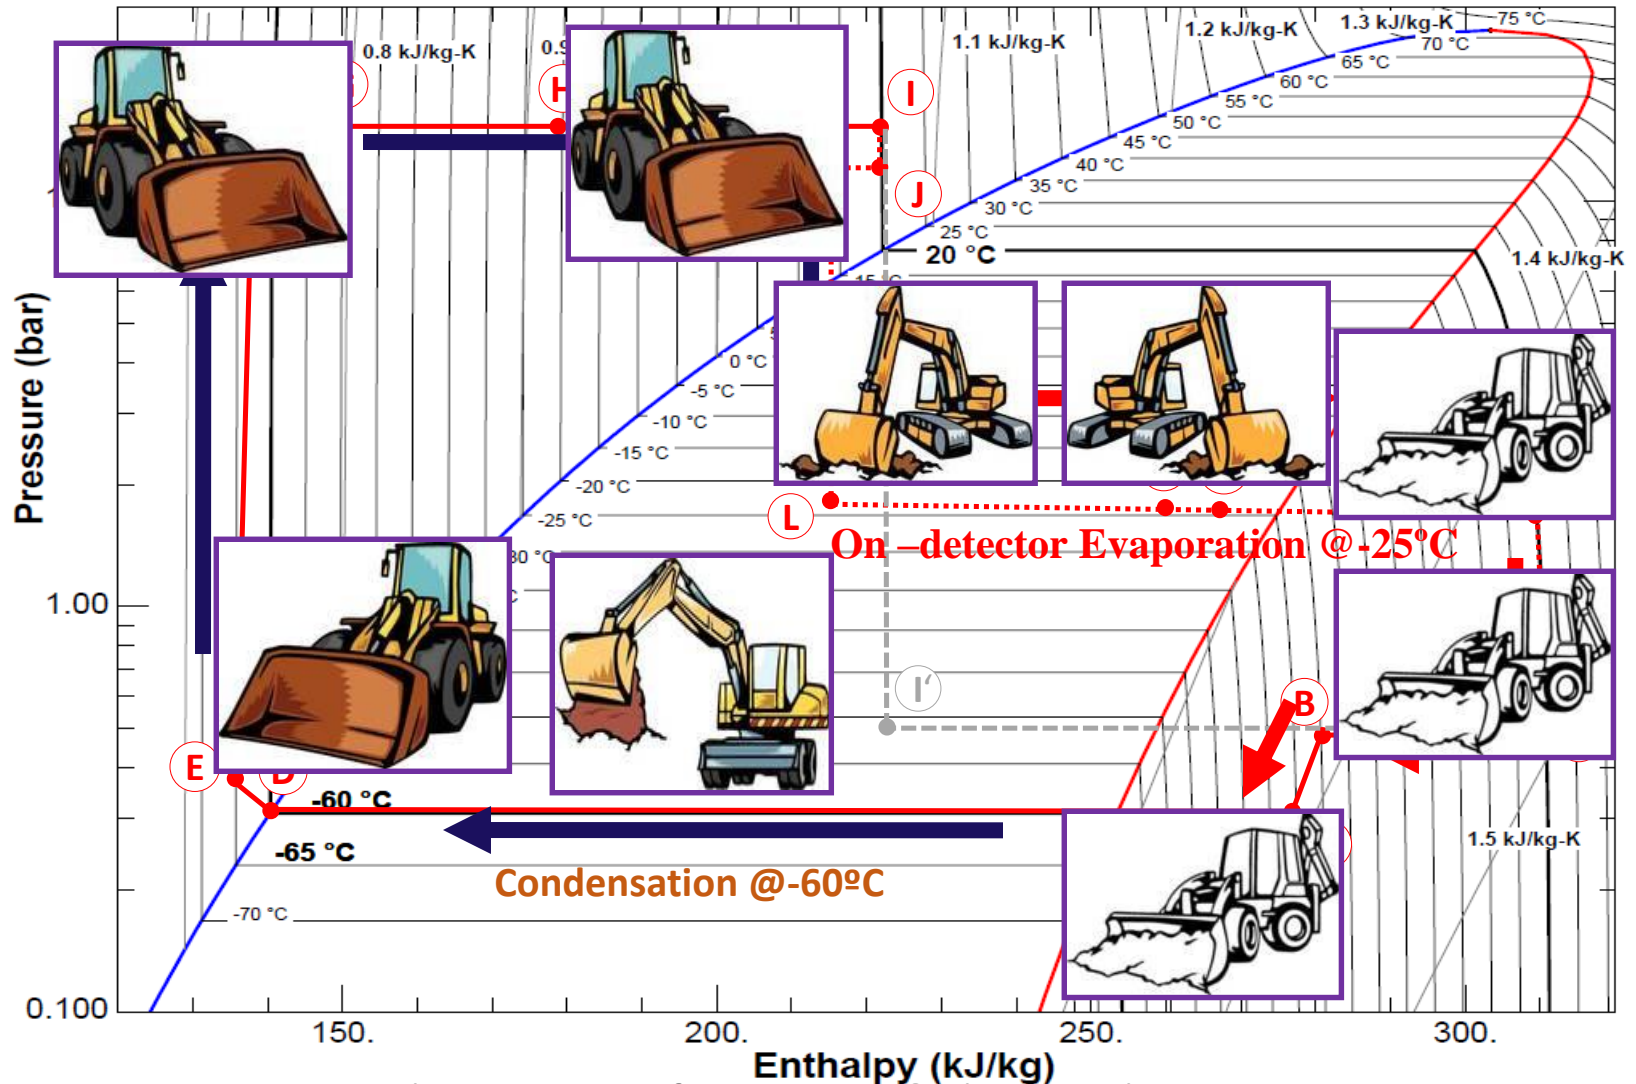 75 °C
1.3 kJ/kg-K
1.2 kJ/kg-K
1.1 kJ/kg-K
70 °C
0.8 kJ/kg-K
65 °C
60 °C
I
55 °C
50 °C
45 °C
40 °C
35 °C
J
30 °C
25 °C
20 °C
1.4 kJ/kg-K
0 °C
-5 °C
-10 °C
-15 °C
-20 °C
L
-25 °C
On –detector Evaporation @-25ºC
Pressure (bar)
1.00
I‘
B
E
D
-60 °C
1.5 kJ/kg-K
-65 °C
Condensation @-60ºC
-70 °C
0.100
150.
200.
250.
300.
Enthalpy (kJ/kg)